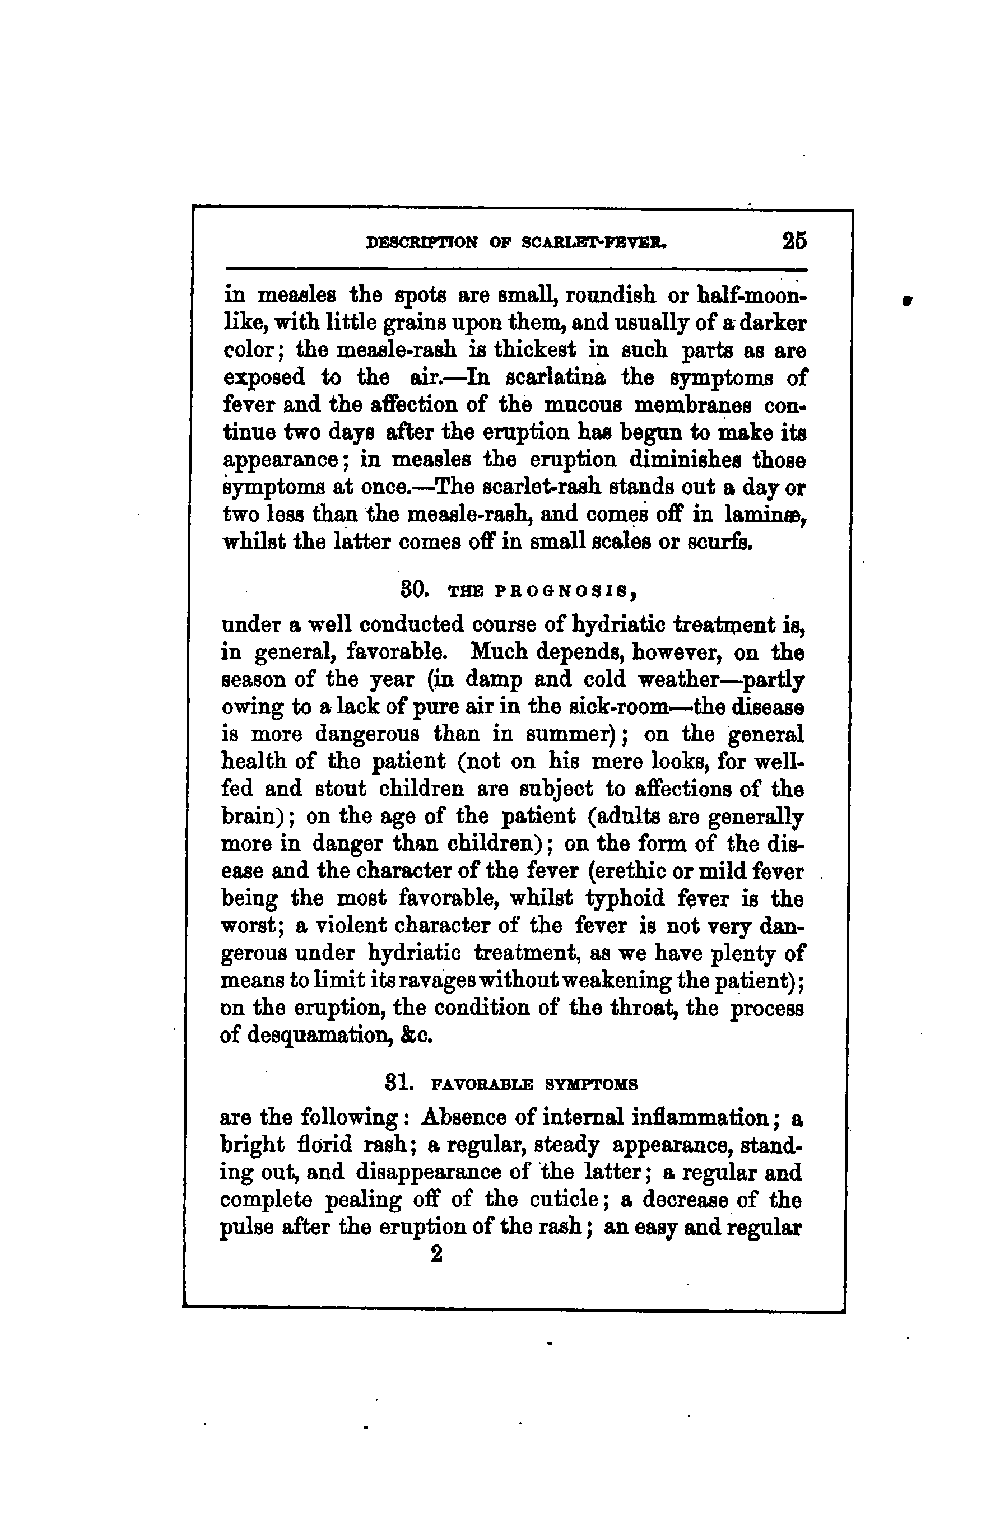 DESCRIPTION OF SCARLET-FEVER. 25
in measles the spots are small, roundish or half-moon-
like, with little grains upon them, and usually of a darker
color; the measle-rash is thickest in such parts as are
exposed to the air.—In scarlatina the symptoms of
fever and the affection of the mucous membranes con-
tinue two days after the eruption has begun to make its
appearance; in measles the eruption diminishes those
symptoms at once.—The scarlet-rash stands out a day or
two less than the measle-rash, and comes off in laminæ,
whilst the latter comes off in small scales or scurfs.
30. THE PROGNOSIS,
under a well conducted course of hydriatic treatment is,
in general, favorable. Much depends, however, on the
season of the year (in damp and cold weather—partly
owing to a lack of pure air in the sick-room—the disease
is more dangerous than in summer); on the general
health of the patient (not on his mere looks, for well-
fed and stout children are subject to affections of the
brain); on the age of the patient (adults are generally
more in danger than children); on the form of the dis-
ease and the character of the fever (erethic or mild fever
being the most favorable, whilst typhoid fever is the
worst; a violent character of the fever is not very dan-
gerous under hydriatic treatment, as we have plenty of
means to limit its ravages without weakening the patient);
on the eruption, the condition of the throat, the process
of desquamation, &c.
31. FAVORABLE SYMPTOMS
are the following: Absence of internal inflammation; a
bright florid rash; a regular, steady appearance, stand-
ing out, and disappearance of the latter; a regular and
complete pealing off of the cuticle; a decrease of the
pulse after the eruption of the rash; an easy and regular
2